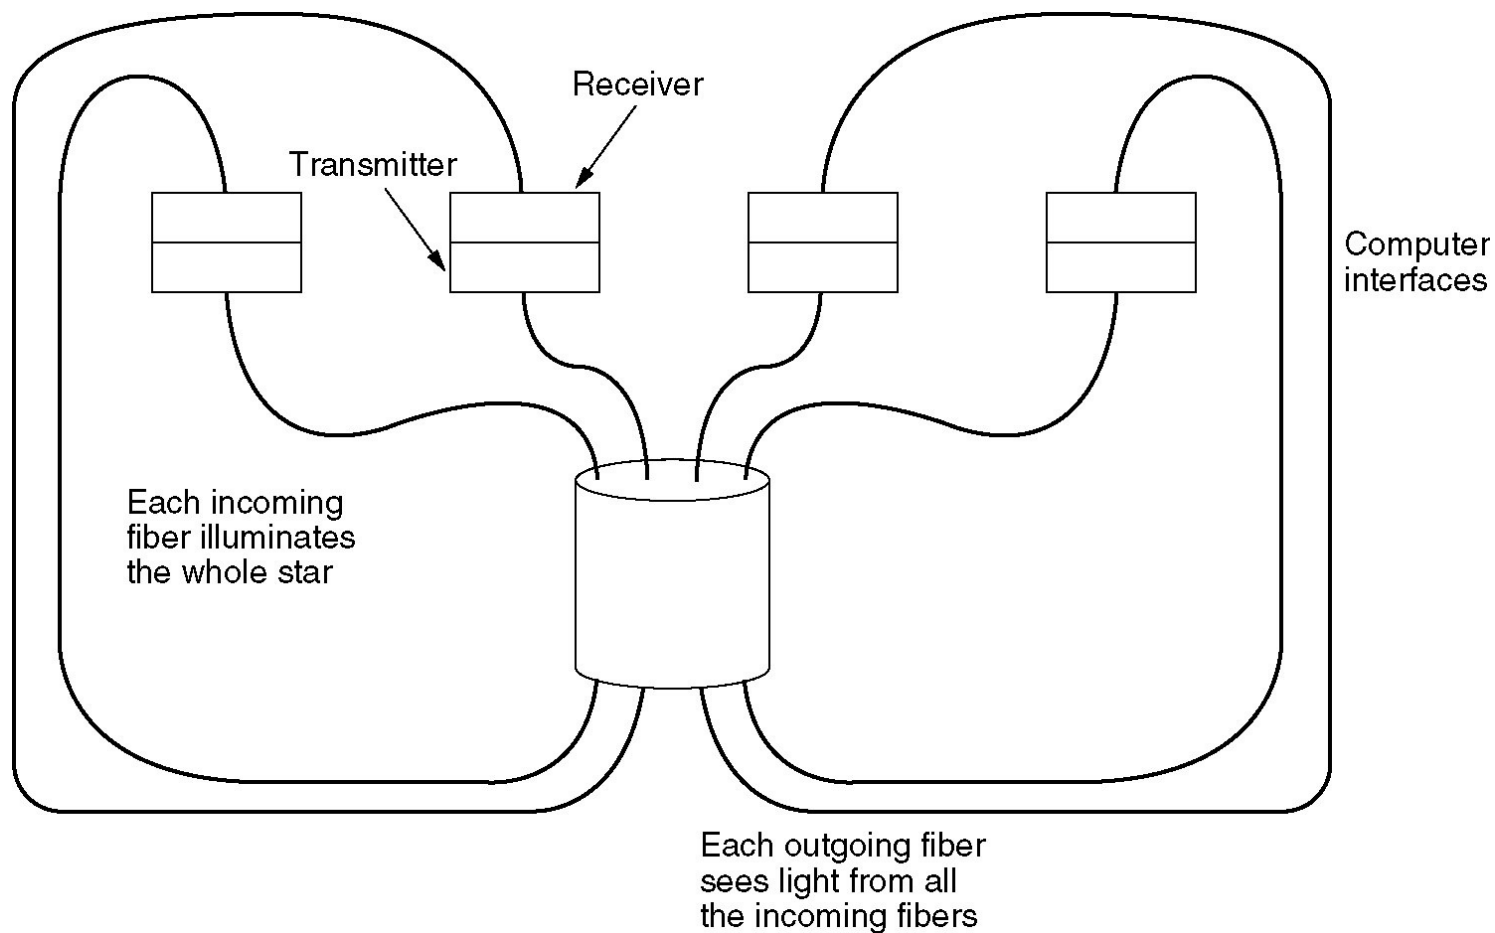 Receiver
Transmitter
Computer
interfaces
Each incoming
fiber illuminates
the whole star
Each outgoing fiber
sees light from all
the incoming fibers